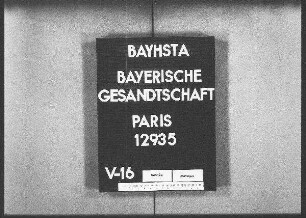 BAYHSTA
BAYERISCHE
GESANDTSCHAFT
PARIS
12935
V-16